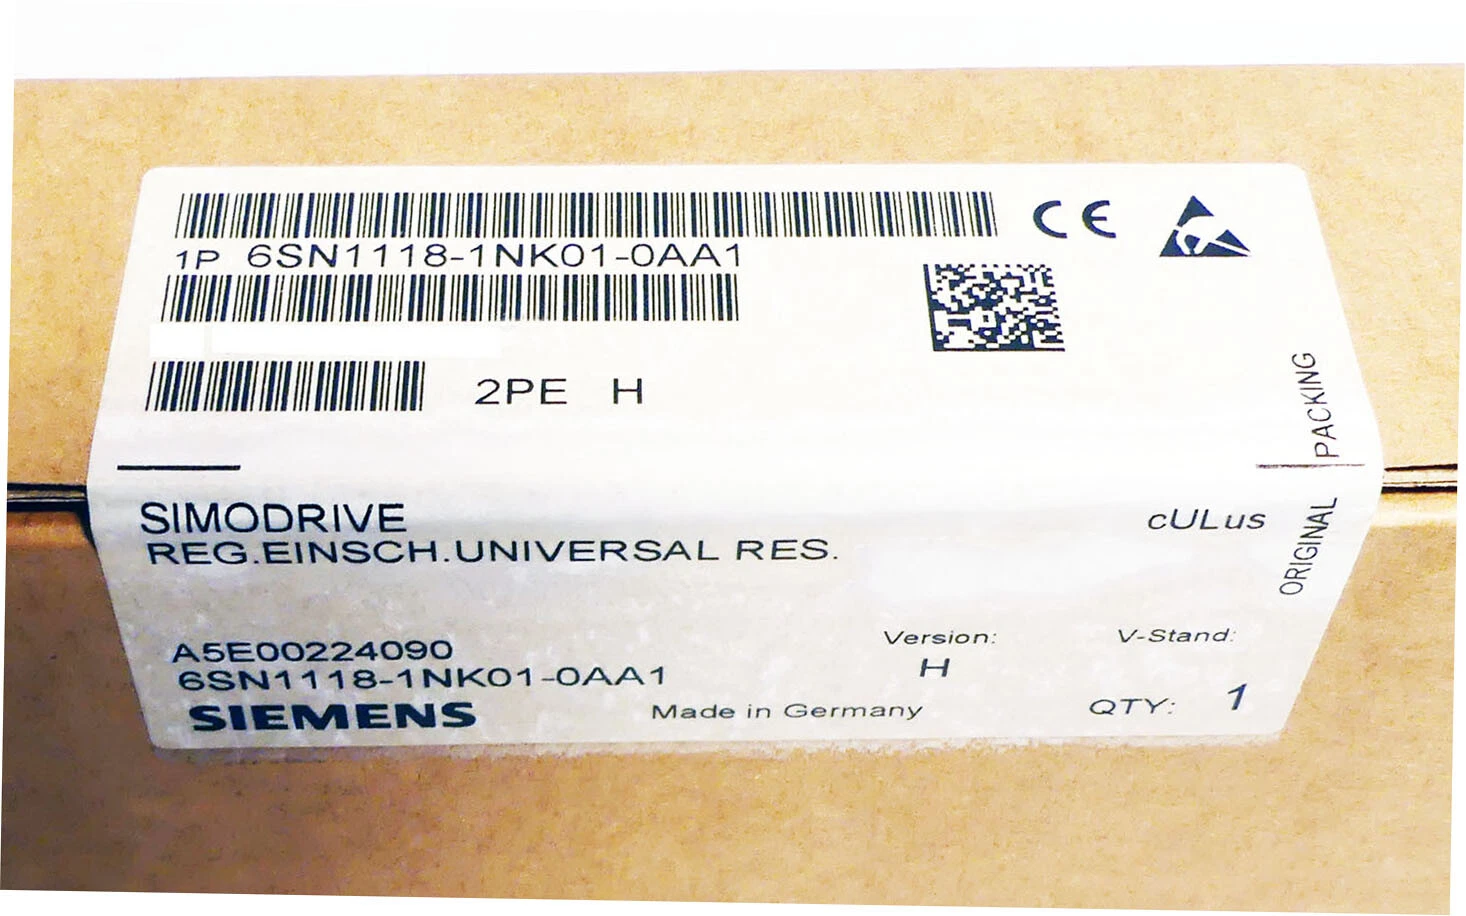 CE
1P 6SN1118-1NK01-0AA1
2PE H
SIMODRIVE
REG.EINSCH.UNIVERSAL RES.
cULus
ORIGINAL PACKING
A5E00224090
6SN1118-1NK01-0AA1
Version:
H
V-Stand:
SIEMENS
Made in Germany
QTY: 1